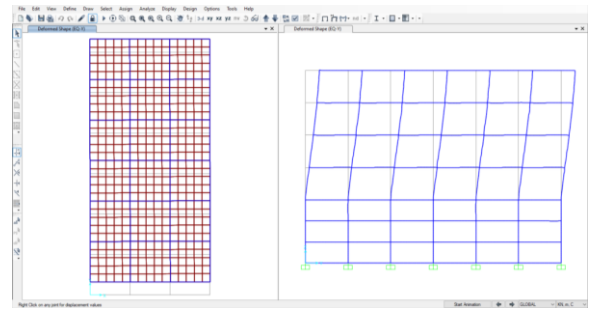 File Edit View Define Draw Select Assign Analyze Display Design Options Tools Help
Deformed Shape (EQ-Y)
Deformed Shape (EQ-Y)
Right Click on any joint for displacement values
Start Animation
GLOBAL
KN, m, C